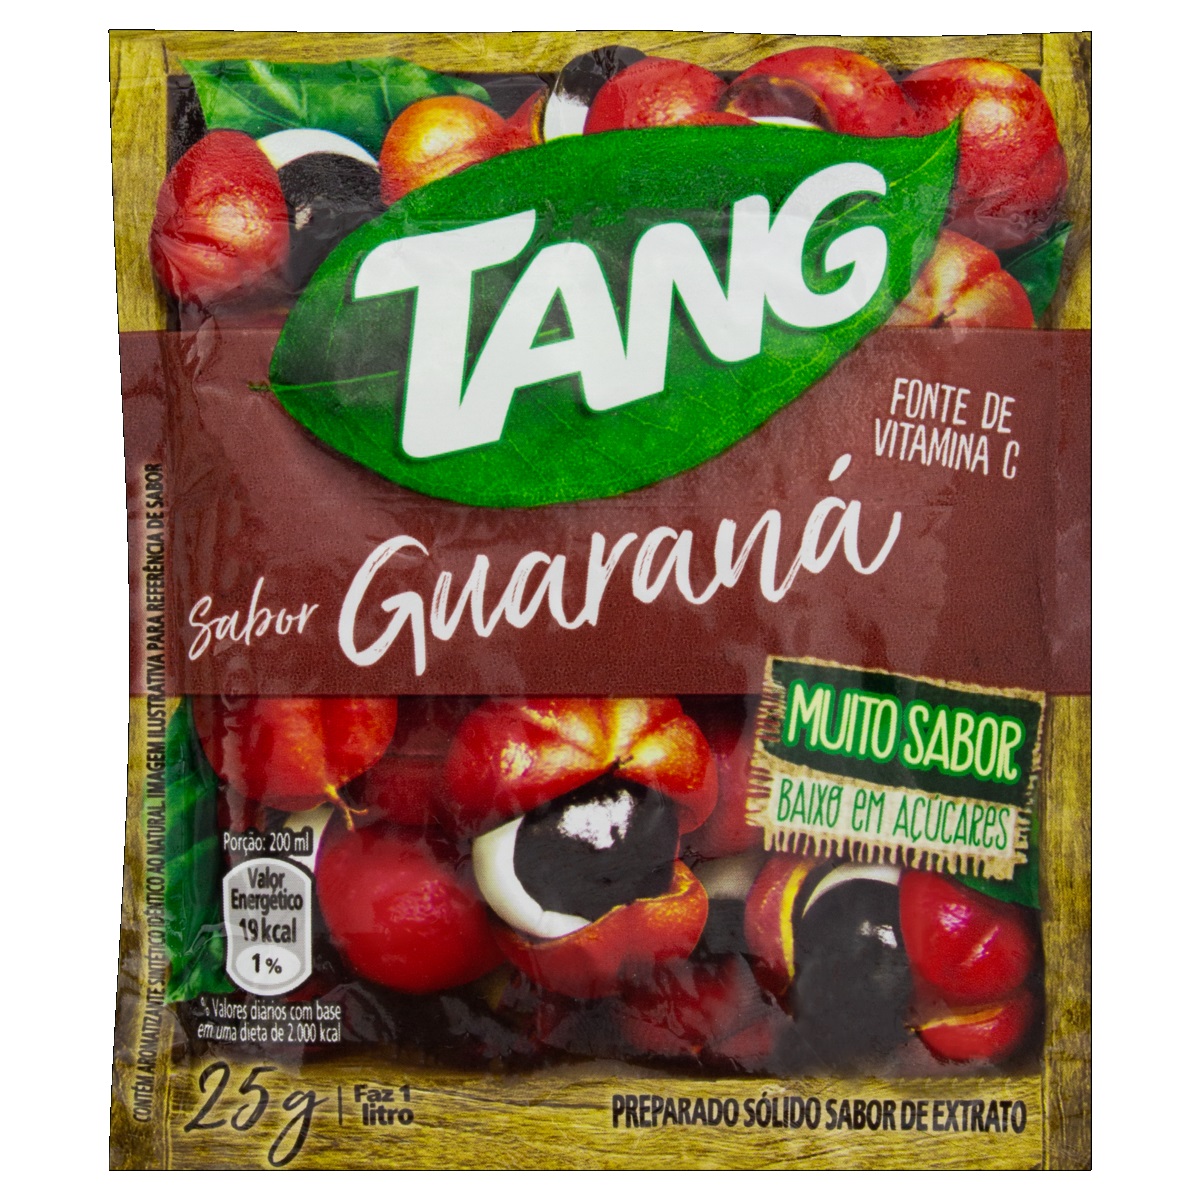 TANG
FONTE DE
VITAMINA C
Sabor Guaraná
MUITO SABOR
BAIXO EM AÇÚCARES
Porção: 200 ml
Valor
Energético
19 kcal
1%
% Valores diários com base
em uma dieta de 2.000 kcal
25g
Faz 1
litro
PREPARADO SÓLIDO SABOR DE EXTRATO
CONTÉM AROMATIZANTE SINTÉTICO IDÊNTICO AO NATURAL. IMAGEM ILUSTRATIVA PARA REFERÊNCIA DE SABOR